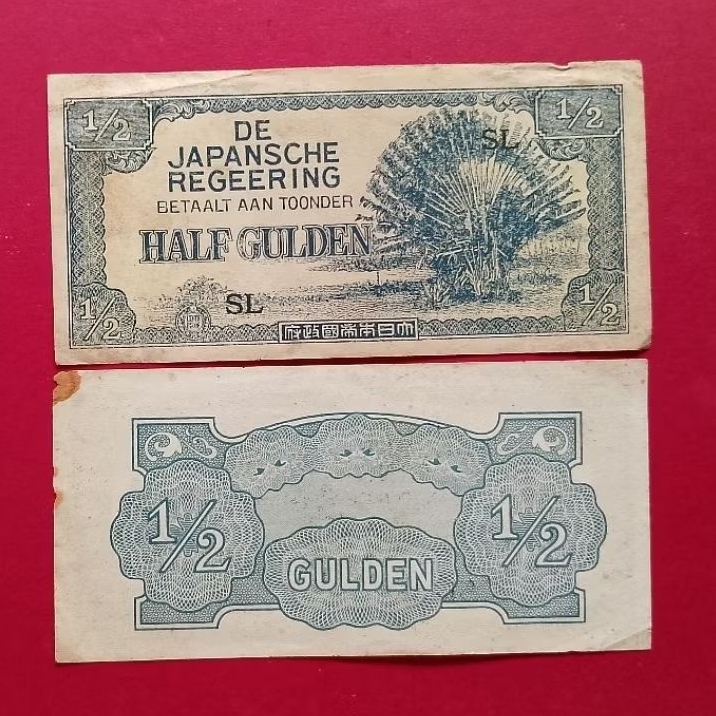 1/2
1/2
DE
JAPANSCHE
REGEERING
BETAALT AAN TOONDER
HALF GULDEN
SL
SL
1/2
1/2
府政國帝本日大
1/2
1/2
GULDEN